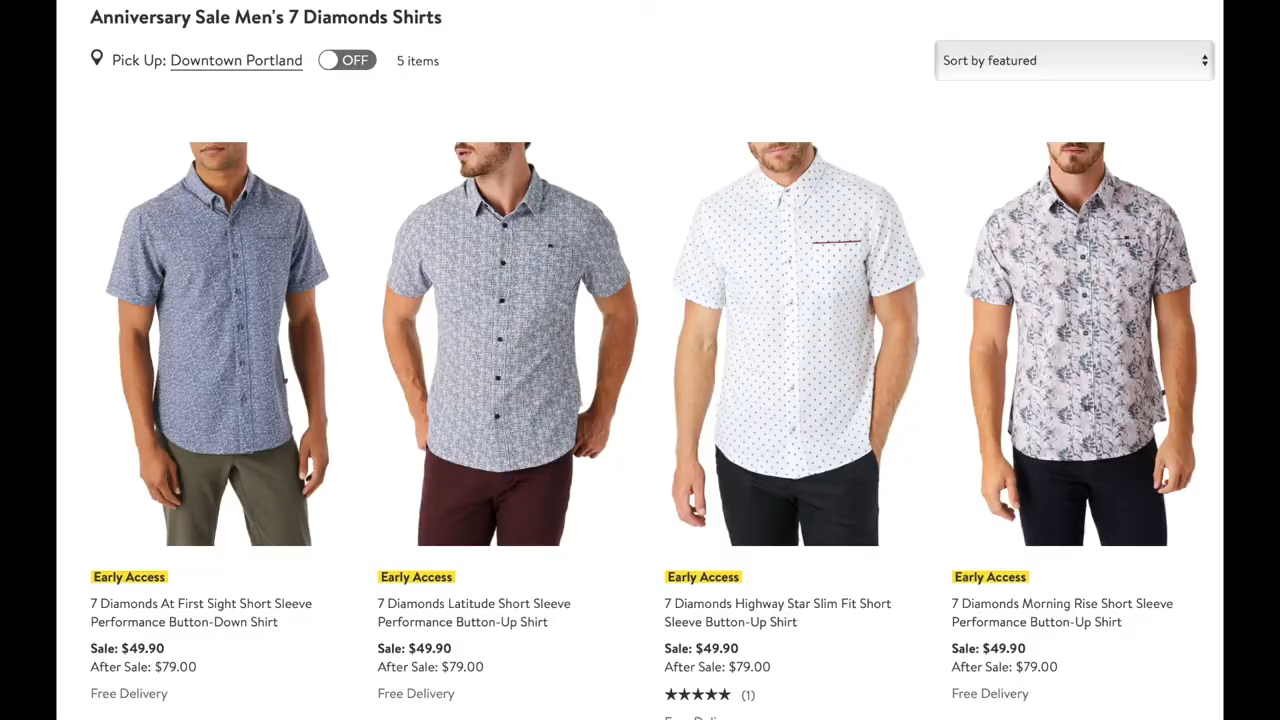 Anniversary Sale Men's 7 Diamonds Shirts
Pick Up: Downtown Portland OFF 5 items
Sort by featured
Early Access
7 Diamonds At First Sight Short Sleeve
Performance Button-Down Shirt
Sale: $49.90
After Sale: $79.00
Free Delivery
Early Access
7 Diamonds Latitude Short Sleeve
Performance Button-Up Shirt
Sale: $49.90
After Sale: $79.00
Free Delivery
Early Access
7 Diamonds Highway Star Slim Fit Short
Sleeve Button-Up Shirt
Sale: $49.90
After Sale: $79.00
★★★★★ (1)
Early Access
7 Diamonds Morning Rise Short Sleeve
Performance Button-Up Shirt
Sale: $49.90
After Sale: $79.00
Free Delivery